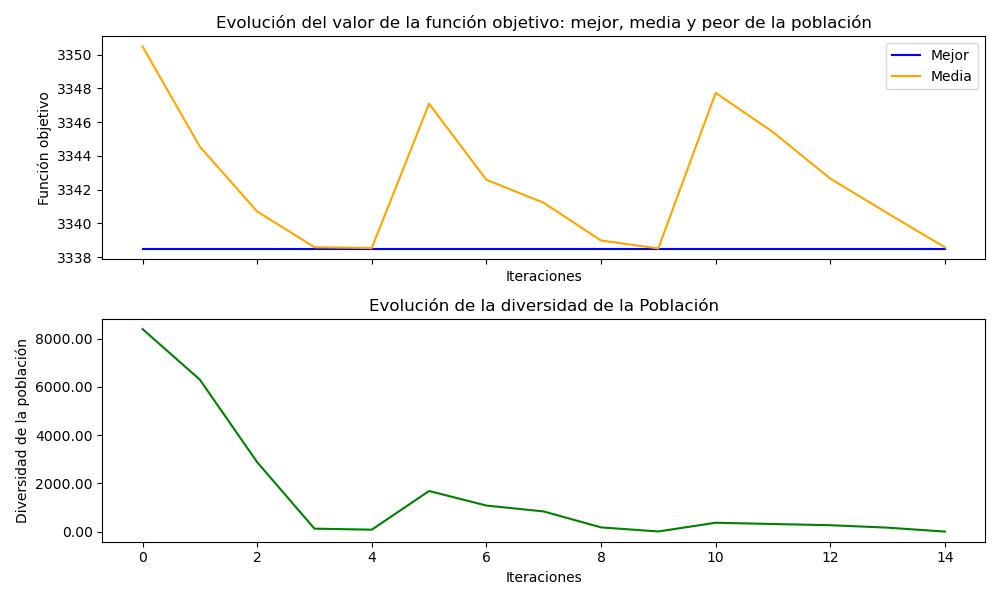 Evolución del valor de la función objetivo: mejor, media y peor de la población
Función objetivo
3350
3348
3346
3344
3342
3340
3338
Mejor
Media
Iteraciones
Evolución de la diversidad de la Población
Diversidad de la población
8000.00
6000.00
4000.00
2000.00
0.00
0 2 4 6 8 10 12 14
Iteraciones